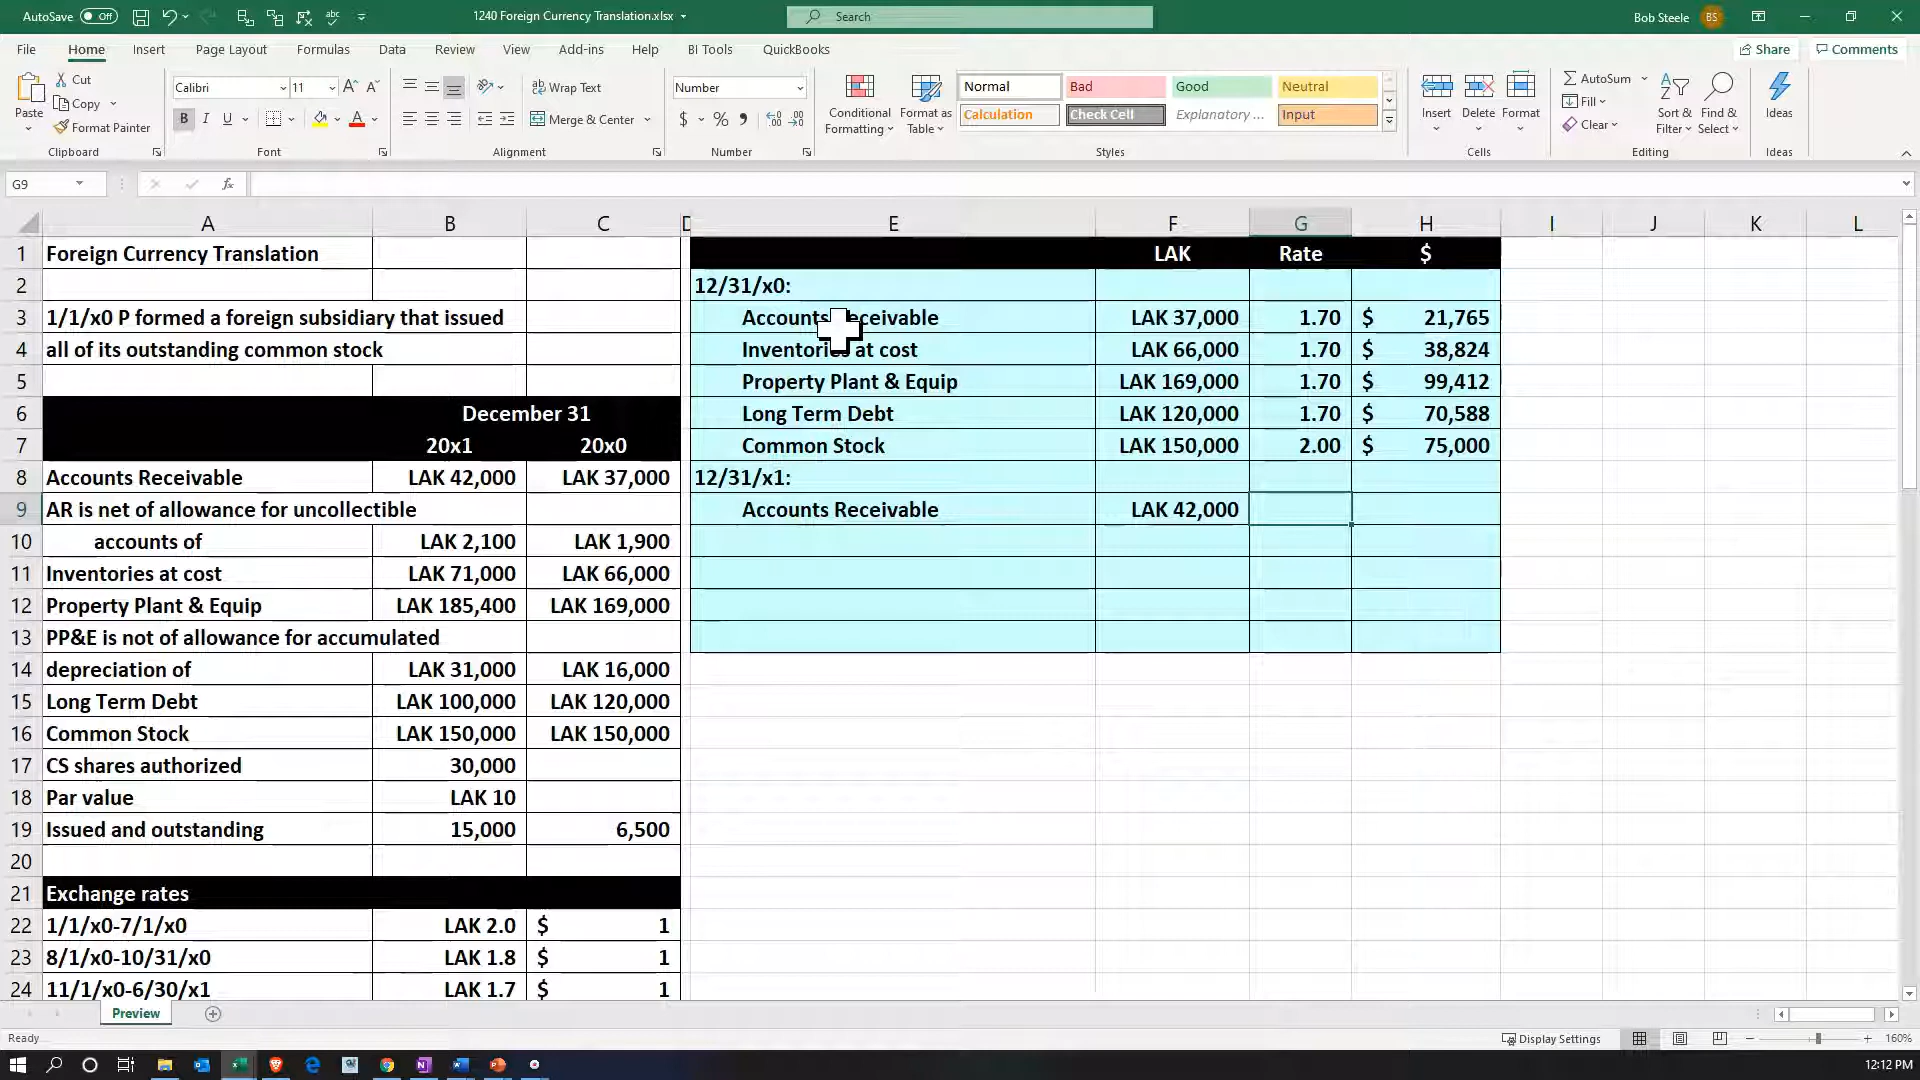 AutoSave Off
1240 Foreign Currency Translation.xlsx
Search
Bob Steele BS
File Home Insert Page Layout Formulas Data Review View Add-ins Help BI Tools QuickBooks Share Comments
Paste Cut Copy Format Painter
Calibri 11
B I U
Wrap Text
Merge & Center
Number
Conditional Formatting
Format as Table
Normal Bad Good Neutral
Calculation Check Cell Explanatory ... Input
Insert Delete Format
AutoSum Fill Clear
Sort & Filter
Find & Select
Ideas
Clipboard Font Alignment Number Styles Cells Editing Ideas
G9 fx
A B C D E F G H I J K L
1 Foreign Currency Translation LAK Rate $
2 12/31/x0:
3 1/1/x0 P formed a foreign subsidiary that issued Accounts Receivable LAK 37,000 1.70 $ 21,765
4 all of its outstanding common stock Inventories at cost LAK 66,000 1.70 $ 38,824
5 Property Plant & Equip LAK 169,000 1.70 $ 99,412
6 December 31 Long Term Debt LAK 120,000 1.70 $ 70,588
7 20x1 20x0 Common Stock LAK 150,000 2.00 $ 75,000
8 Accounts Receivable LAK 42,000 LAK 37,000 12/31/x1:
9 AR is net of allowance for uncollectible Accounts Receivable LAK 42,000
10 accounts of LAK 2,100 LAK 1,900
11 Inventories at cost LAK 71,000 LAK 66,000
12 Property Plant & Equip LAK 185,400 LAK 169,000
13 PP&E is not of allowance for accumulated
14 depreciation of LAK 31,000 LAK 16,000
15 Long Term Debt LAK 100,000 LAK 120,000
16 Common Stock LAK 150,000 LAK 150,000
17 CS shares authorized 30,000
18 Par value LAK 10
19 Issued and outstanding 15,000 6,500
20
21 Exchange rates
22 1/1/x0-7/1/x0 LAK 2.0 $ 1
23 8/1/x0-10/31/x0 LAK 1.8 $ 1
24 11/1/x0-6/30/x1 LAK 1.7 $ 1
Preview
Ready Display Settings 160%
12:12 PM